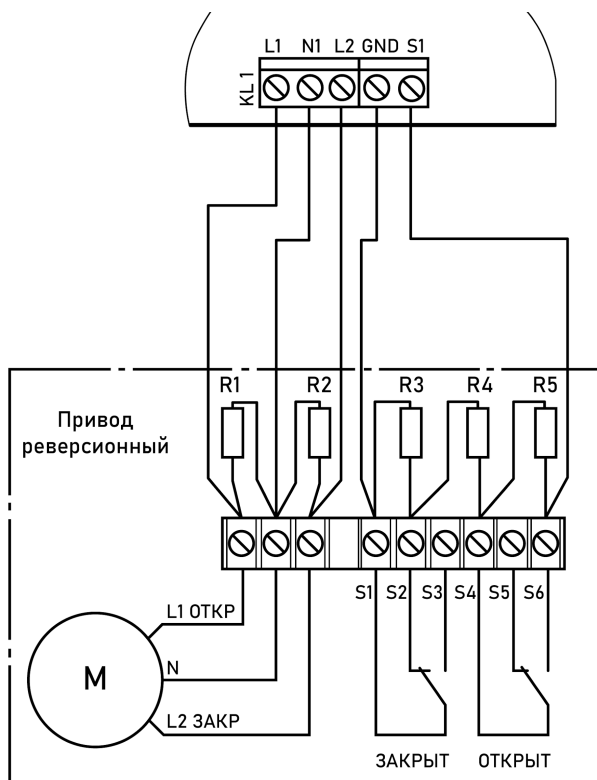 L1 N1 L2 GND S1
KL 1
R1 R2 R3 R4 R5
Привод
реверсионный
S1 S2 S3 S4 S5 S6
L1 ОТКР
M
N
L2 ЗАКР
ЗАКРЫТ ОТКРЫТ